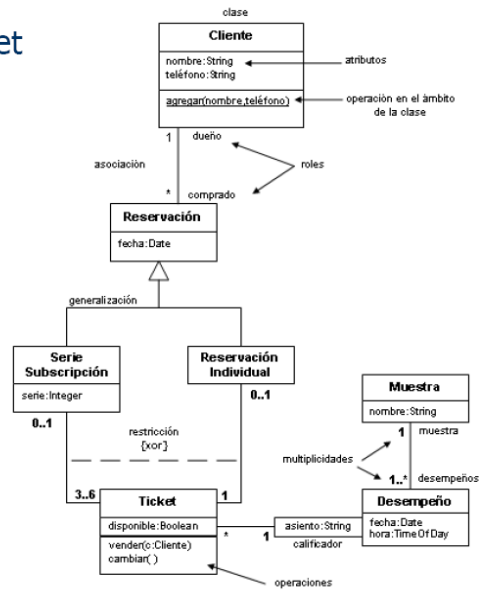 et
clase
Cliente
nombre:String
teléfono:String
atributos
agregar(nombre,teléfono)
operación en el ámbito
de la clase
1 dueño
asociación
roles
* comprado
Reservación
fecha:Date
generalización
Serie
Subscripción
serie:Integer
Reservación
Individual
0..1
0..1
Muestra
nombre:String
restricción
{xor}
1 muestra
multiplicidades
1..* desempeños
3..6
1
Ticket
disponible:Boolean
vender(c:Cliente)
cambiar( )
*
1
asiento:String
calificador
Desempeño
fecha:Date
hora:TimeOfDay
operaciones